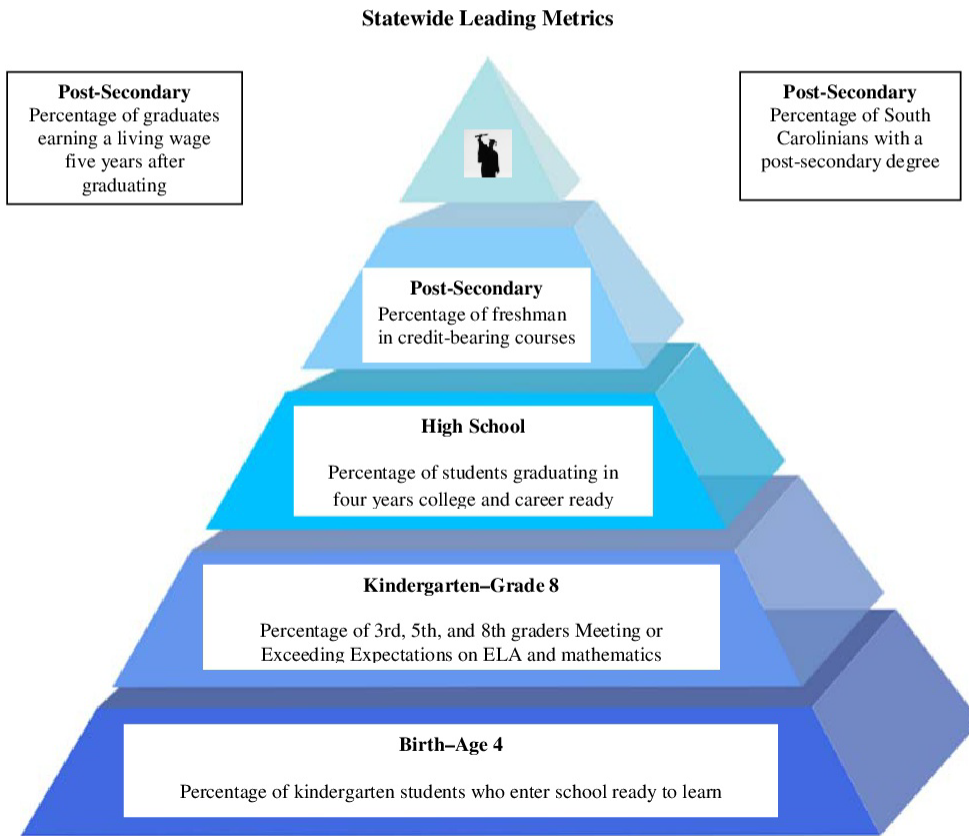 Statewide Leading Metrics
Post-Secondary
Percentage of graduates
earning a living wage
five years after
graduating
Post-Secondary
Percentage of South
Carolinians with a
post-secondary degree
Post-Secondary
Percentage of freshman
in credit-bearing courses
High School
Percentage of students graduating in
four years college and career ready
Kindergarten–Grade 8
Percentage of 3rd, 5th, and 8th graders Meeting or
Exceeding Expectations on ELA and mathematics
Birth–Age 4
Percentage of kindergarten students who enter school ready to learn